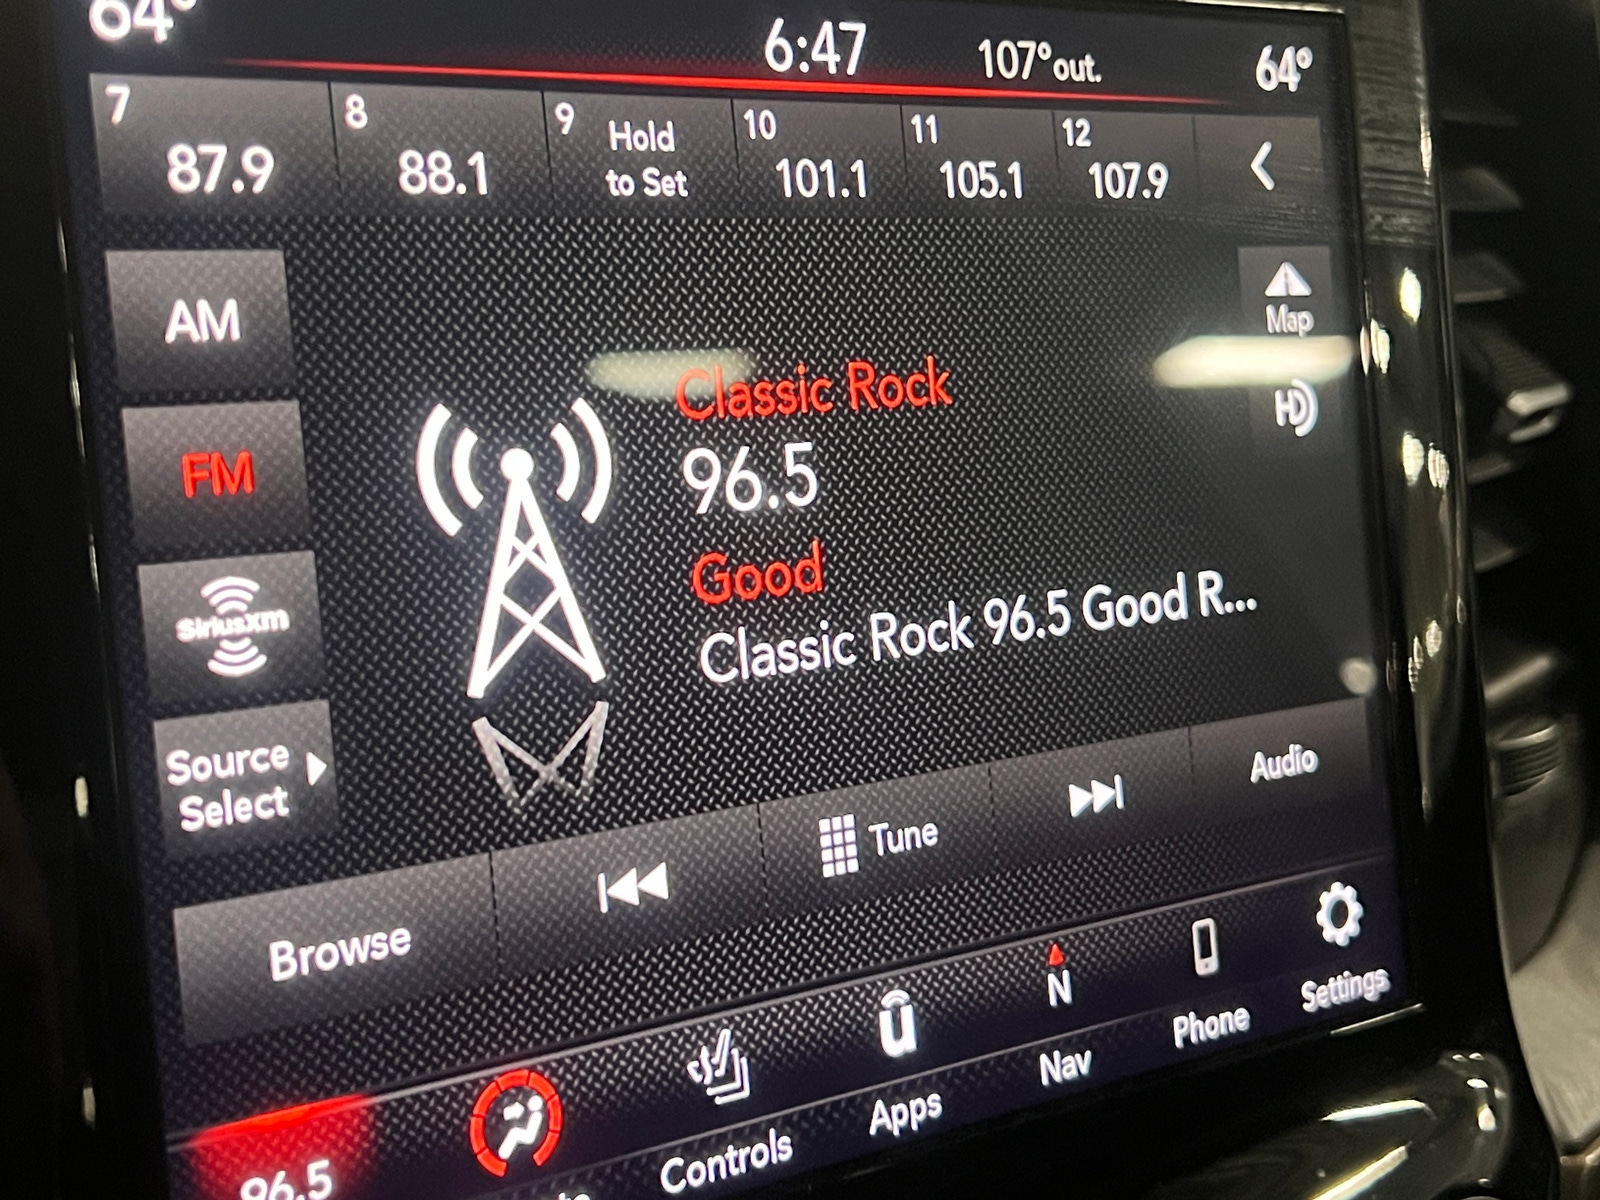 64°
6:47
107° out.
64°
7
87.9
8
88.1
9
Hold
to Set
10
101.1
11
105.1
12
107.9
AM
FM
SiriusXM
Source
Select
Classic Rock
96.5
Good
Classic Rock 96.5 Good R...
Map
HD
Browse
Tune
Audio
96.5
Controls
Apps
N
Nav
Phone
Settings